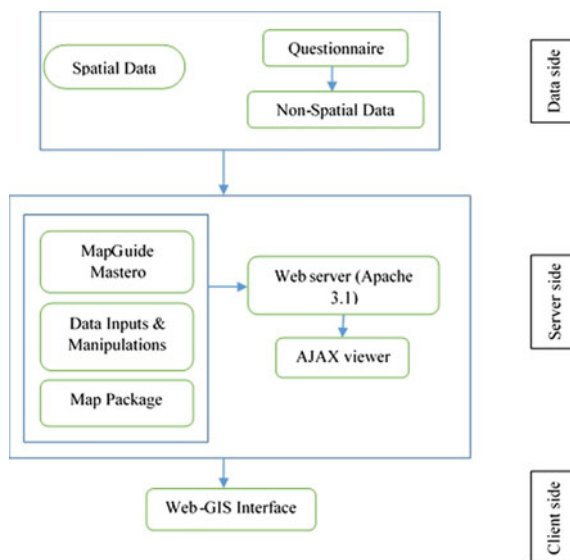 Spatial Data
Questionnaire
Non-Spatial Data
Data side
MapGuide
Mastero
Data Inputs &
Manipulations
Map Package
Web server (Apache
3.1)
AJAX viewer
Server side
Web-GIS Interface
Client side